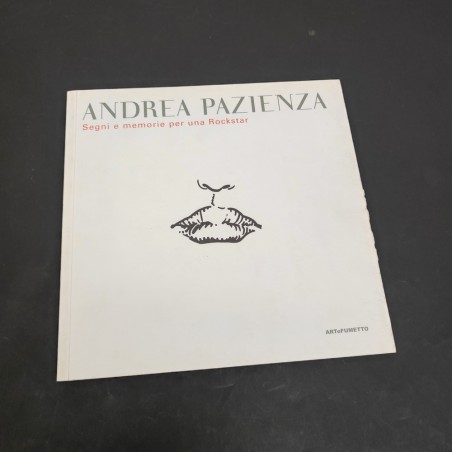 ANDREA PAZIENZA
Segni e memorie per una Rockstar
ARTeFUMETTO